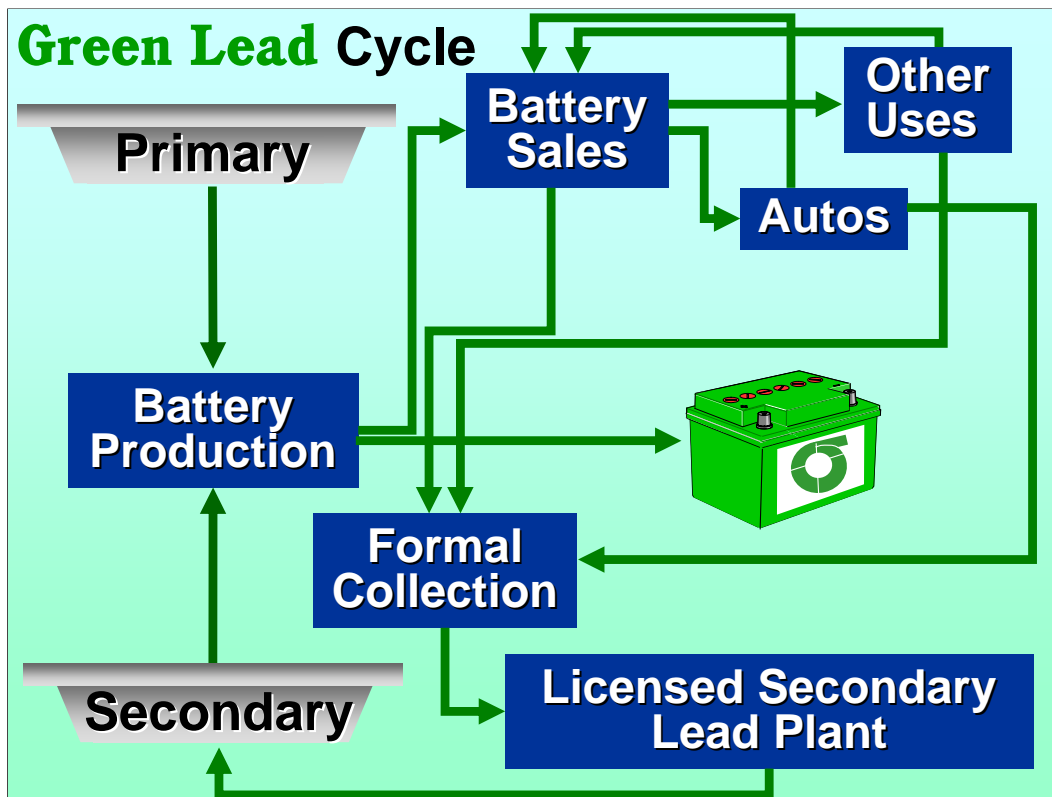 Green Lead Cycle
Primary
Battery
Sales
Other
Uses
Autos
Battery
Production
Formal
Collection
Secondary
Licensed Secondary
Lead Plant